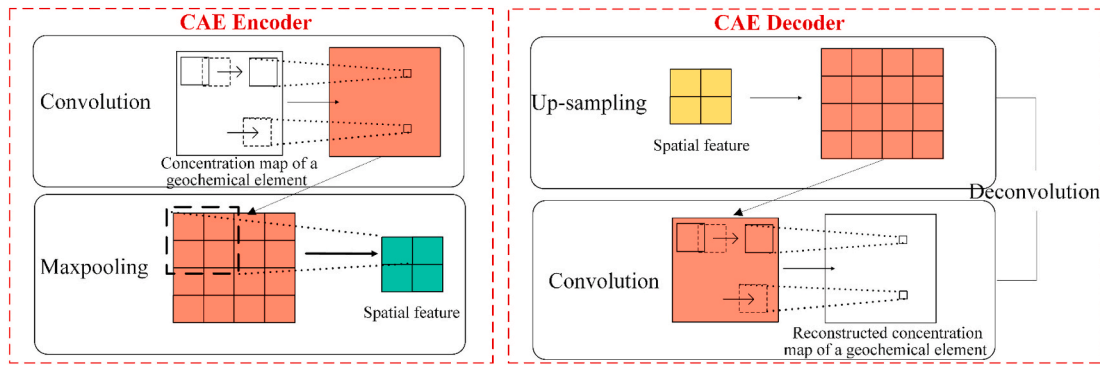 CAE Encoder
Convolution
Concentration map of a
geochemical element
Maxpooling
Spatial feature
CAE Decoder
Up-sampling
Spatial feature
Deconvolution
Convolution
Reconstructed concentration
map of a geochemical element